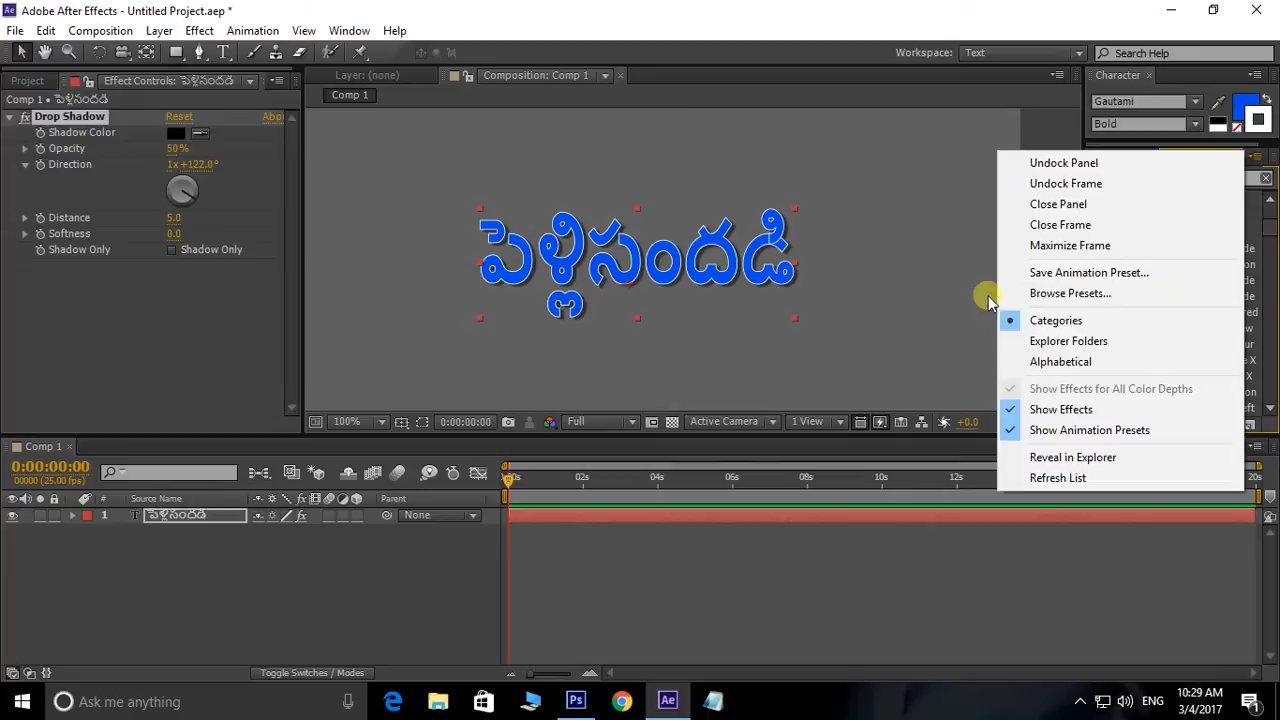 Adobe After Effects - Untitled Project.aep *
File Edit Composition Layer Effect Animation View Window Help
Workspace: Text Search Help
Project Effect Controls: పెళ్లిసందడి Layer: (none) Composition: Comp 1 Character
Comp 1 • పెళ్లిసందడి
Comp 1
Gautami
Bold
Drop Shadow Reset Abou
Shadow Color
Opacity 50%
Direction 1x+122.0°
Distance 5.0
Softness 0.0
Shadow Only Shadow Only
పెళ్లిసందడి
Undock Panel
Undock Frame
Close Panel
Close Frame
Maximize Frame
Save Animation Preset...
Browse Presets...
Categories
Explorer Folders
Alphabetical
Show Effects for All Color Depths
Show Effects
Show Animation Presets
Reveal in Explorer
Refresh List
100% 0:00:00:00 Full Active Camera 1 View +0.0
Comp 1
0:00:00:00
00000 (25.00 fps)
02s 04s 06s 08s 10s 12s 20s
# Source Name Parent
1 T పెళ్లిసందడి None
Toggle Switches / Modes
Ask me anything
ENG
10:29 AM
3/4/2017